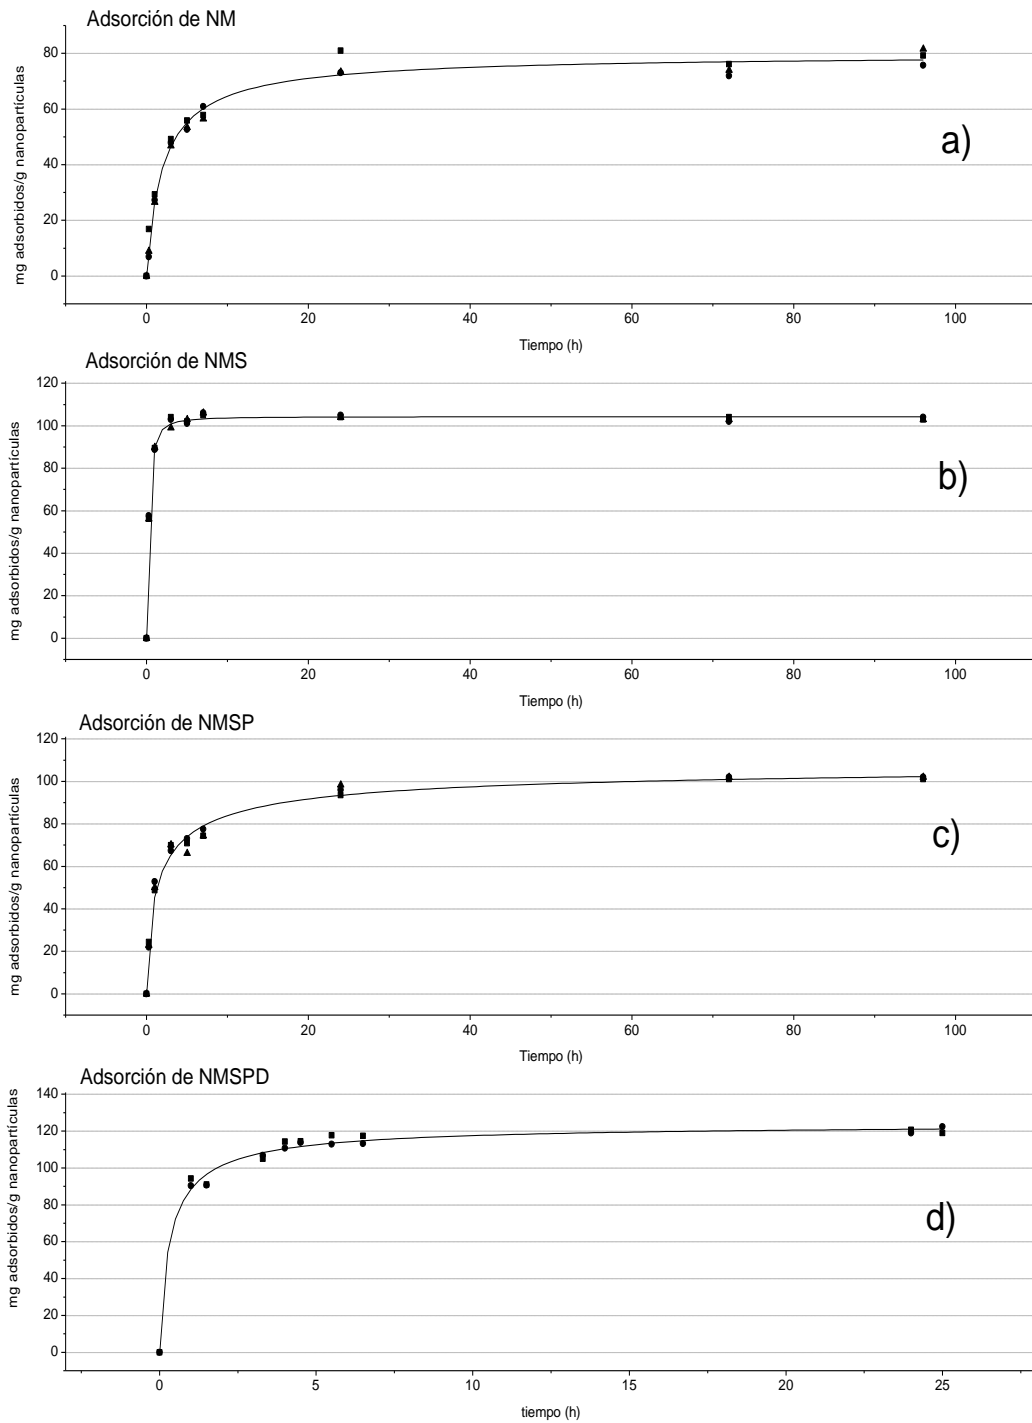 Adsorción de NM
mg adsorbidos/g nanopartículas
80
60
40
20
0
a)
0 20 40 60 80 100
Tiempo (h)
Adsorción de NMS
mg adsorbidos/g nanopartículas
120
100
80
60
40
20
0
b)
0 20 40 60 80 100
Tiempo (h)
Adsorción de NMSP
mg adsorbidos/g nanopartículas
120
100
80
60
40
20
0
c)
0 20 40 60 80 100
Tiempo (h)
Adsorción de NMSPD
mg adsorbidos/g nanopartículas
140
120
100
80
60
40
20
0
d)
0 5 10 15 20 25
tiempo (h)